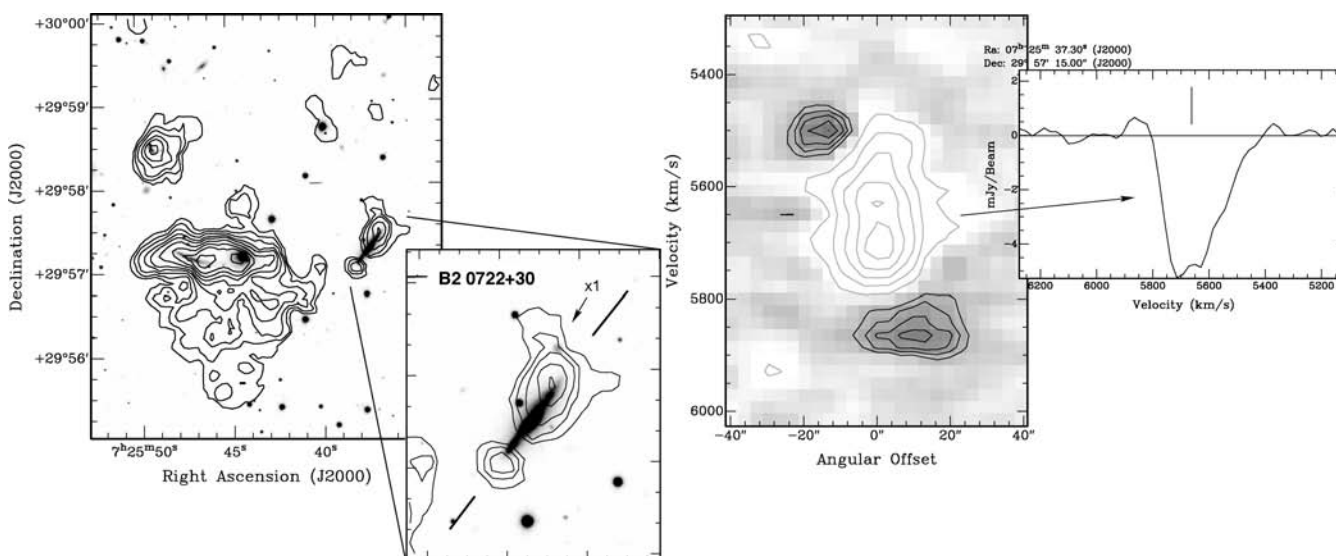 +30°00'
+29°59'
+29°58'
+29°57'
+29°56'
Declination (J2000)
7ʰ25ᵐ50ˢ 45ˢ 40ˢ
Right Ascension (J2000)
B2 0722+30
x1
5400
5600
5800
6000
Velocity (km/s)
-40" -20" 0" 20" 40"
Angular Offset
Ra: 07ʰ 25ᵐ 37.30ˢ (J2000)
Dec: 29° 57' 15.00" (J2000)
0
-2
-4
mJy/Beam
6200 6000 5800 5600 5400 5200
Velocity (km/s)